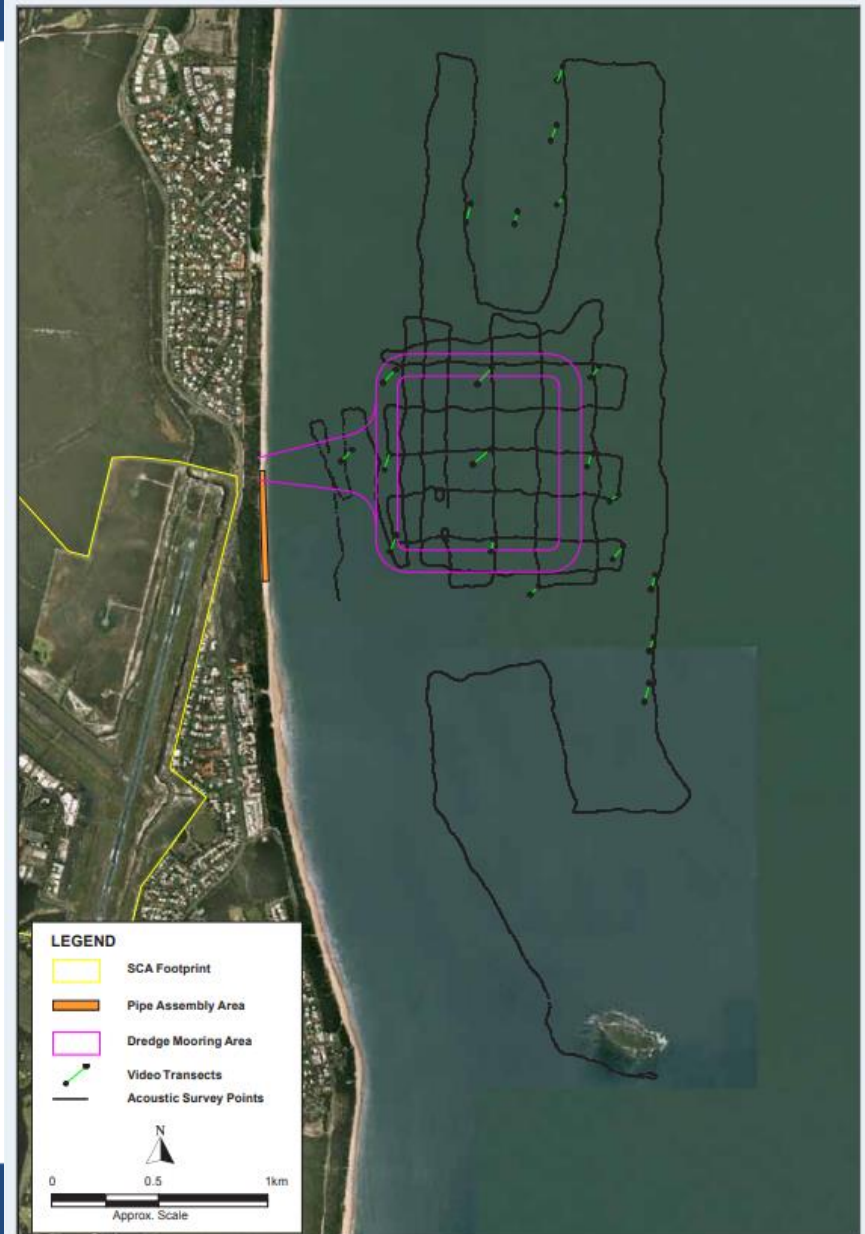 LEGEND
SCA Footprint
Pipe Assembly Area
Dredge Mooring Area
Video Transects
Acoustic Survey Points
N
0 0.5 1km
Approx. Scale